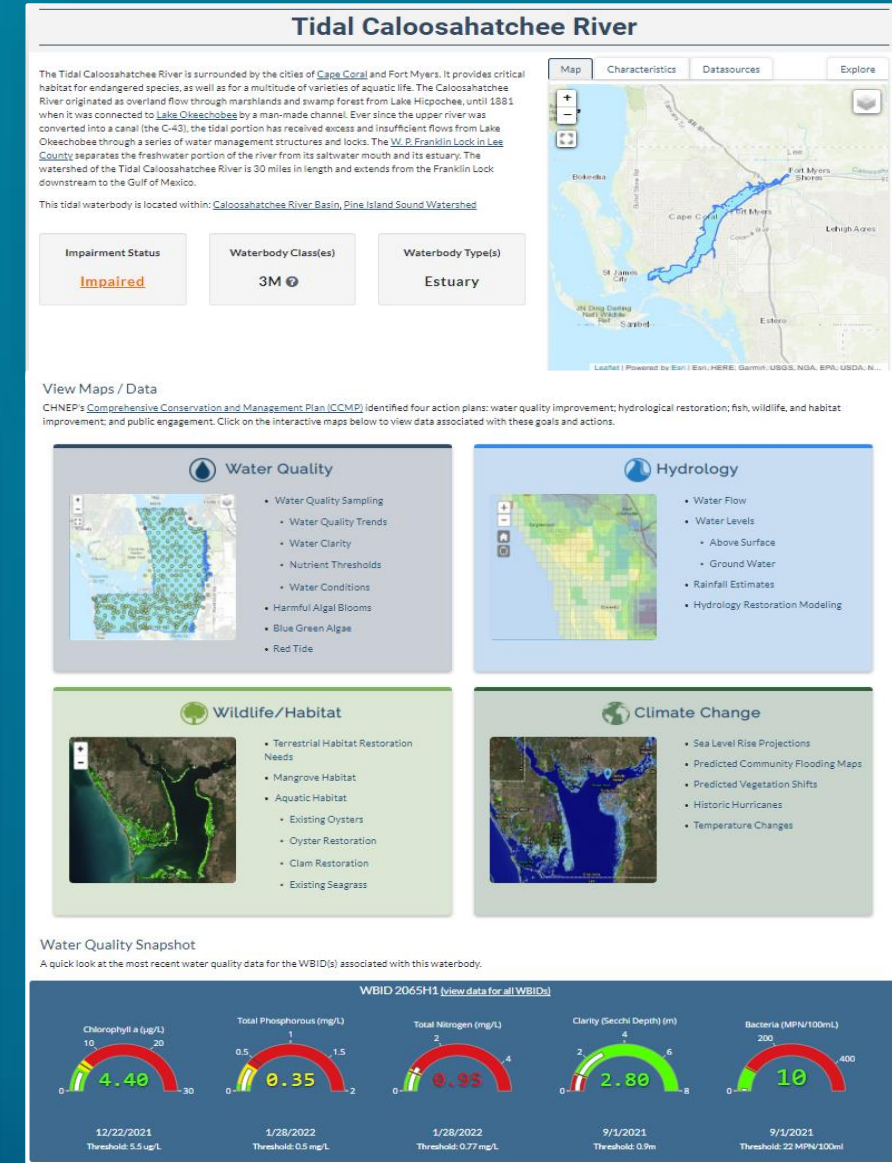 Tidal Caloosahatchee River
The Tidal Caloosahatchee River is surrounded by the cities of Cape Coral and Fort Myers. It provides critical
habitat for endangered species, as well as for a multitude of varieties of aquatic life. The Caloosahatchee
River originated as overland flow through marshlands and swamp forest from Lake Hicpochee, until 1881
when it was connected to Lake Okeechobee by a man-made channel. Ever since the upper river was
converted into a canal (the C-43), the tidal portion has received excess and insufficient flows from Lake
Okeechobee through a series of water management structures and locks. The W. P. Franklin Lock in Lee
County separates the freshwater portion of the river from its saltwater mouth and its estuary. The
watershed of the Tidal Caloosahatchee River is 30 miles in length and extends from the Franklin Lock
downstream to the Gulf of Mexico.
This tidal waterbody is located within: Caloosahatchee River Basin, Pine Island Sound Watershed
Impairment Status
Impaired
Waterbody Class(es)
3M ?
Waterbody Type(s)
Estuary
Map Characteristics Datasources Explore
+
−
Lee
Fort Myers
Shores
Bokeelia
Cape Coral
Fort Myers
Lehigh Acres
St James
City
JN Ding Darling
Nat'l Wildlife
Ref
Sanibel
Estero
Leaflet | Powered by Esri | Esri, HERE, Garmin, USGS, NGA, EPA, USDA, N...
View Maps / Data
CHNEP's Comprehensive Conservation and Management Plan (CCMP) identified four action plans: water quality improvement; hydrological restoration; fish, wildlife, and habitat
improvement; and public engagement. Click on the interactive maps below to view data associated with these goals and actions.
Water Quality
• Water Quality Sampling
• Water Quality Trends
• Water Clarity
• Nutrient Thresholds
• Water Conditions
• Harmful Algal Blooms
• Blue Green Algae
• Red Tide
Hydrology
• Water Flow
• Water Levels
• Above Surface
• Ground Water
• Rainfall Estimates
• Hydrology Restoration Modeling
Wildlife/Habitat
• Terrestrial Habitat Restoration
Needs
• Mangrove Habitat
• Aquatic Habitat
• Existing Oysters
• Oyster Restoration
• Clam Restoration
• Existing Seagrass
Climate Change
• Sea Level Rise Projections
• Predicted Community Flooding Maps
• Predicted Vegetation Shifts
• Historic Hurricanes
• Temperature Changes
Water Quality Snapshot
A quick look at the most recent water quality data for the WBID(s) associated with this waterbody.
WBID 2065H1 (view data for all WBIDs)
Chlorophyll a (µg/L)
0 10 20 30
4.40
12/22/2021
Threshold: 5.5 ug/L
Total Phosphorous (mg/L)
0 0.5 1 1.5 2
0.35
1/28/2022
Threshold: 0.5 mg/L
Total Nitrogen (mg/L)
0 2 4
0.93
1/28/2022
Threshold: 0.77 mg/L
Clarity (Secchi Depth) (m)
0 2 4 6 8
2.80
9/1/2021
Threshold: 0.9m
Bacteria (MPN/100mL)
0 200 400
10
9/1/2021
Threshold: 22 MPN/100ml